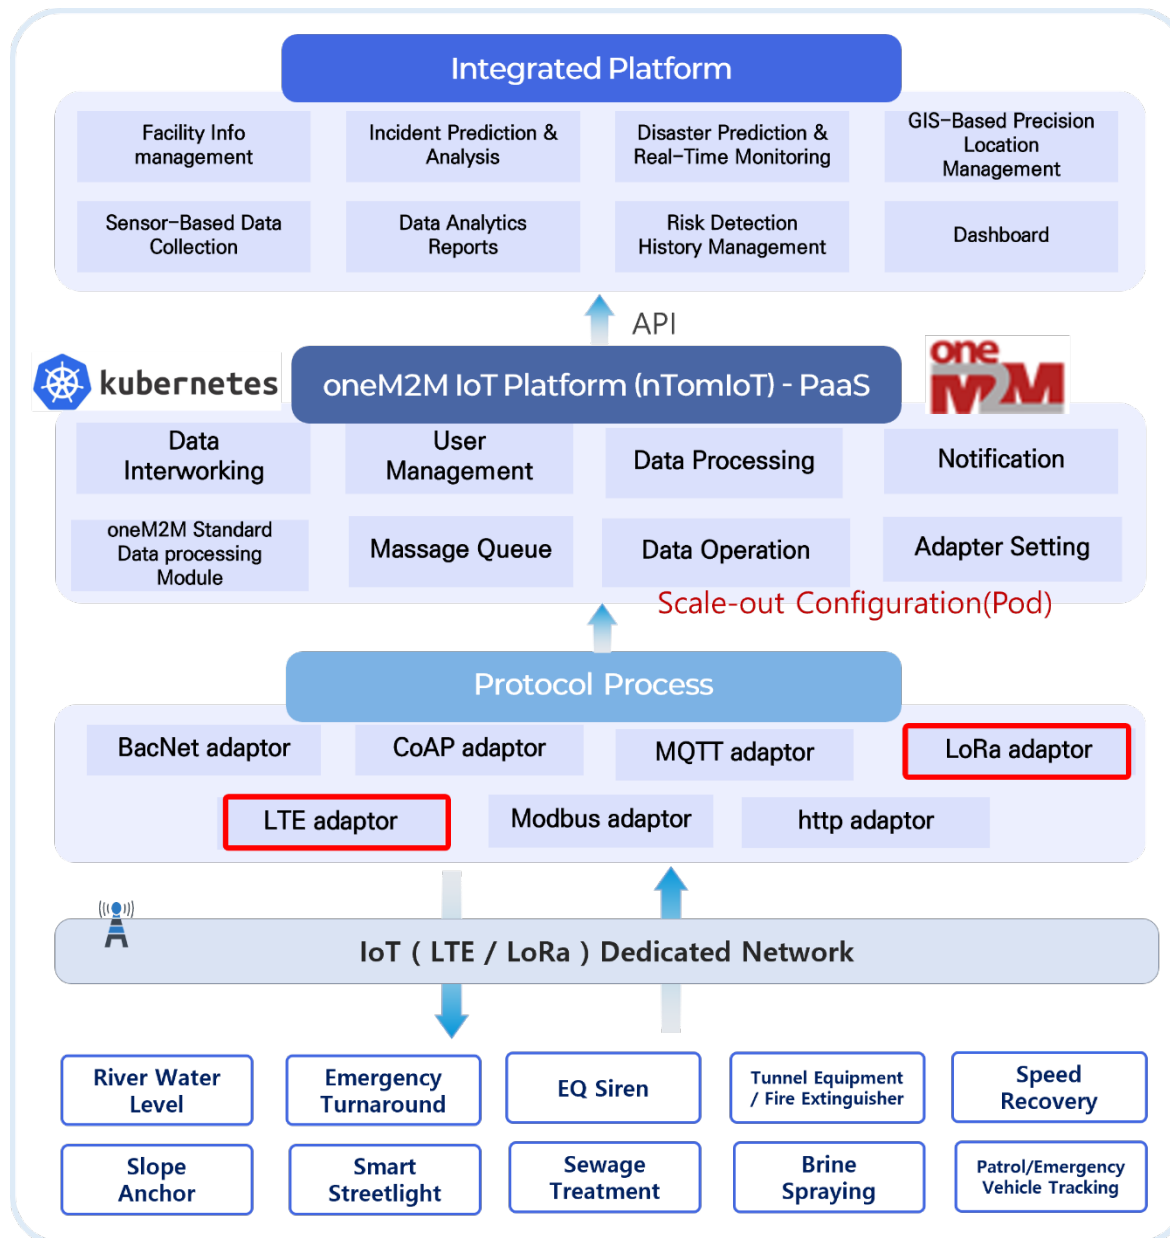 Integrated Platform
Facility Info
management
Incident Prediction &
Analysis
Disaster Prediction &
Real-Time Monitoring
GIS-Based Precision
Location
Management
Sensor-Based Data
Collection
Data Analytics
Reports
Risk Detection
History Management
Dashboard
API
kubernetes
oneM2M IoT Platform (nTomIoT) - PaaS
one
M2M
Data
Interworking
User
Management
Data Processing
Notification
oneM2M Standard
Data processing
Module
Massage Queue
Data Operation
Adapter Setting
Scale-out Configuration(Pod)
Protocol Process
BacNet adaptor
CoAP adaptor
MQTT adaptor
LoRa adaptor
LTE adaptor
Modbus adaptor
http adaptor
IoT ( LTE / LoRa ) Dedicated Network
River Water
Level
Emergency
Turnaround
EQ Siren
Tunnel Equipment
/ Fire Extinguisher
Speed
Recovery
Slope
Anchor
Smart
Streetlight
Sewage
Treatment
Brine
Spraying
Patrol/Emergency
Vehicle Tracking